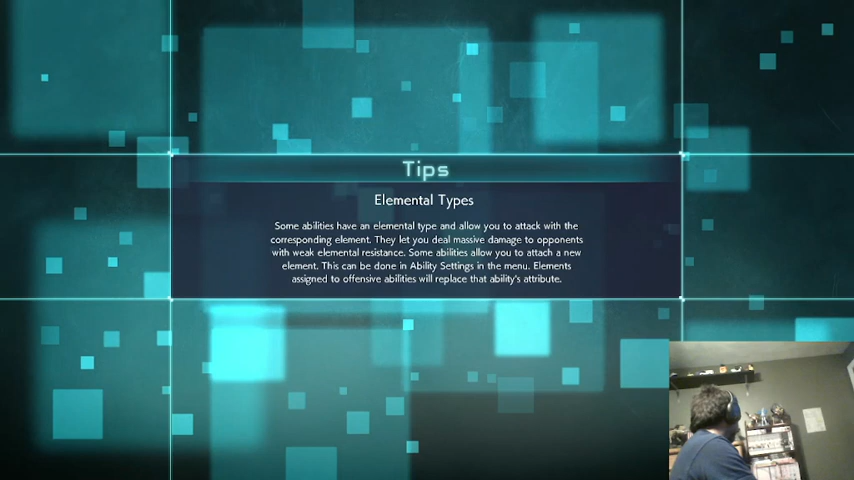 Tips
Elemental Types
Some abilities have an elemental type and allow you to attack with the
corresponding element. They let you deal massive damage to opponents
with weak elemental resistance. Some abilities allow you to attach a new
element. This can be done in Ability Settings in the menu. Elements
assigned to offensive abilities will replace that ability's attribute.